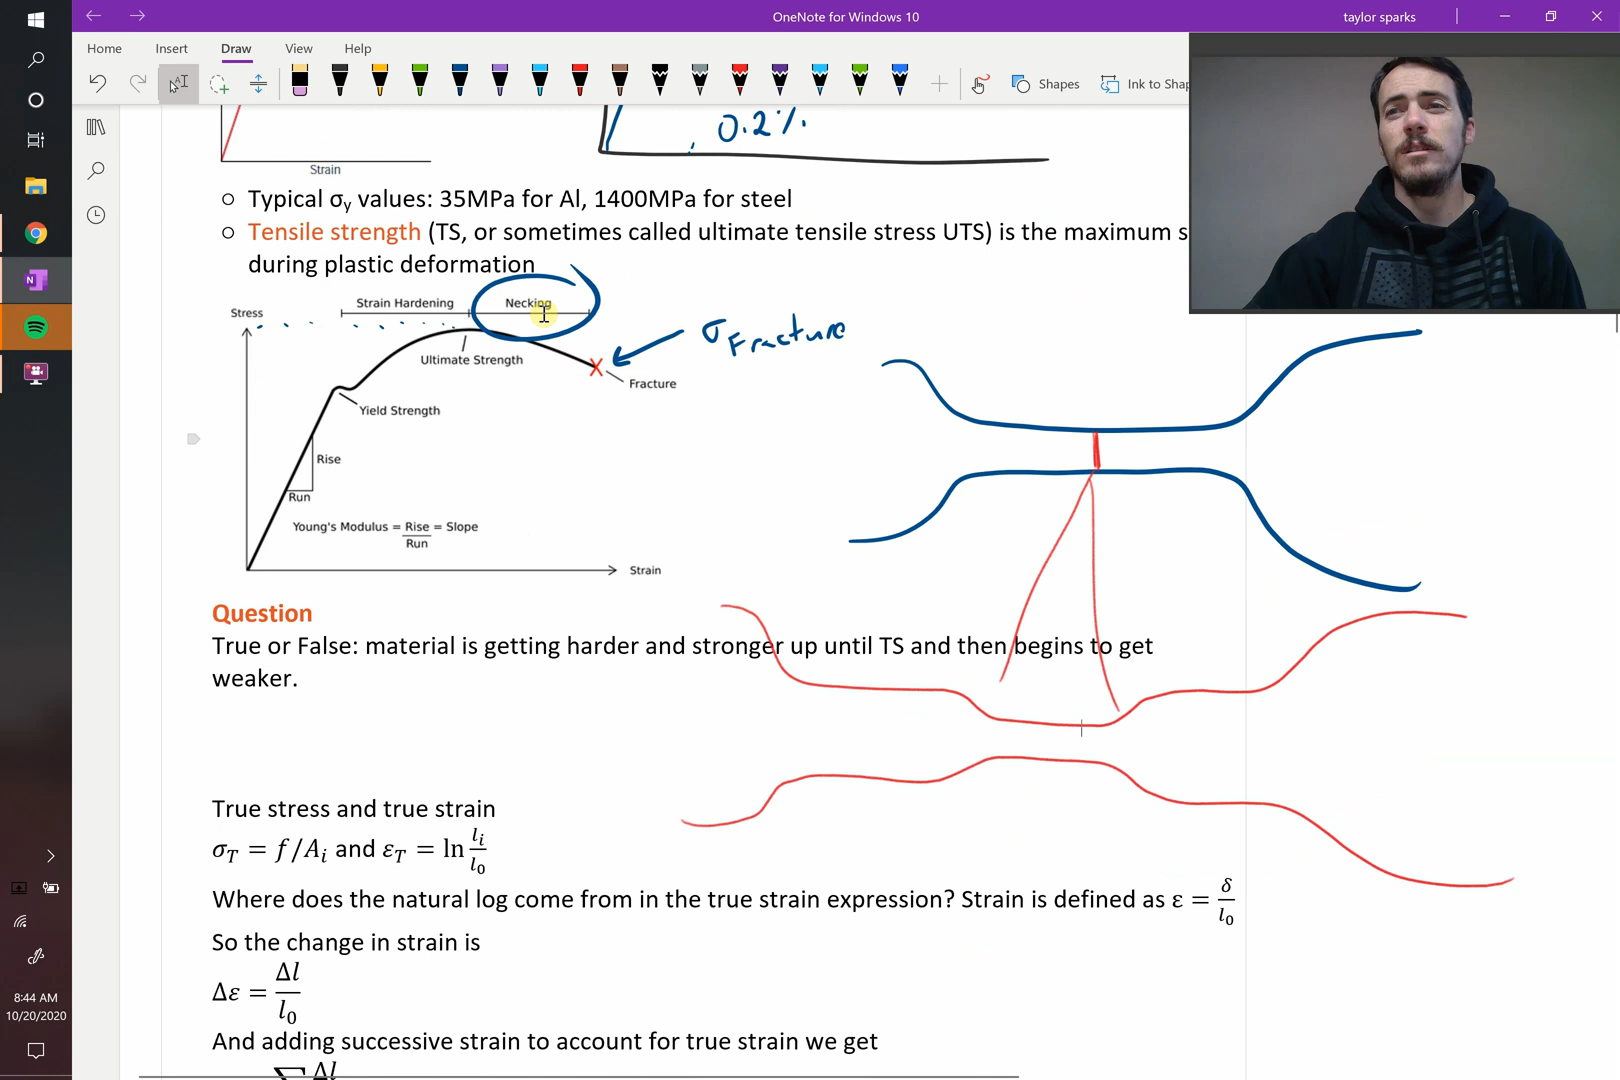 OneNote for Windows 10
taylor sparks
Home Insert Draw View Help
Shapes
Ink to Shap
0.2%
Strain
Typical σy values: 35MPa for Al, 1400MPa for steel
Tensile strength (TS, or sometimes called ultimate tensile stress UTS) is the maximum s
during plastic deformation
Strain Hardening Necking
Stress
σFracture
Ultimate Strength
Fracture
Yield Strength
Rise
Run
Young's Modulus = Rise = Slope
Run
Strain
Question
True or False: material is getting harder and stronger up until TS and then begins to get
weaker.
True stress and true strain
σT = f/Ai and εT = ln li/l0
Where does the natural log come from in the true strain expression? Strain is defined as ε = δ/l0
So the change in strain is
Δε = Δl/l0
And adding successive strain to account for true strain we get
∑ Δl
8:44 AM
10/20/2020